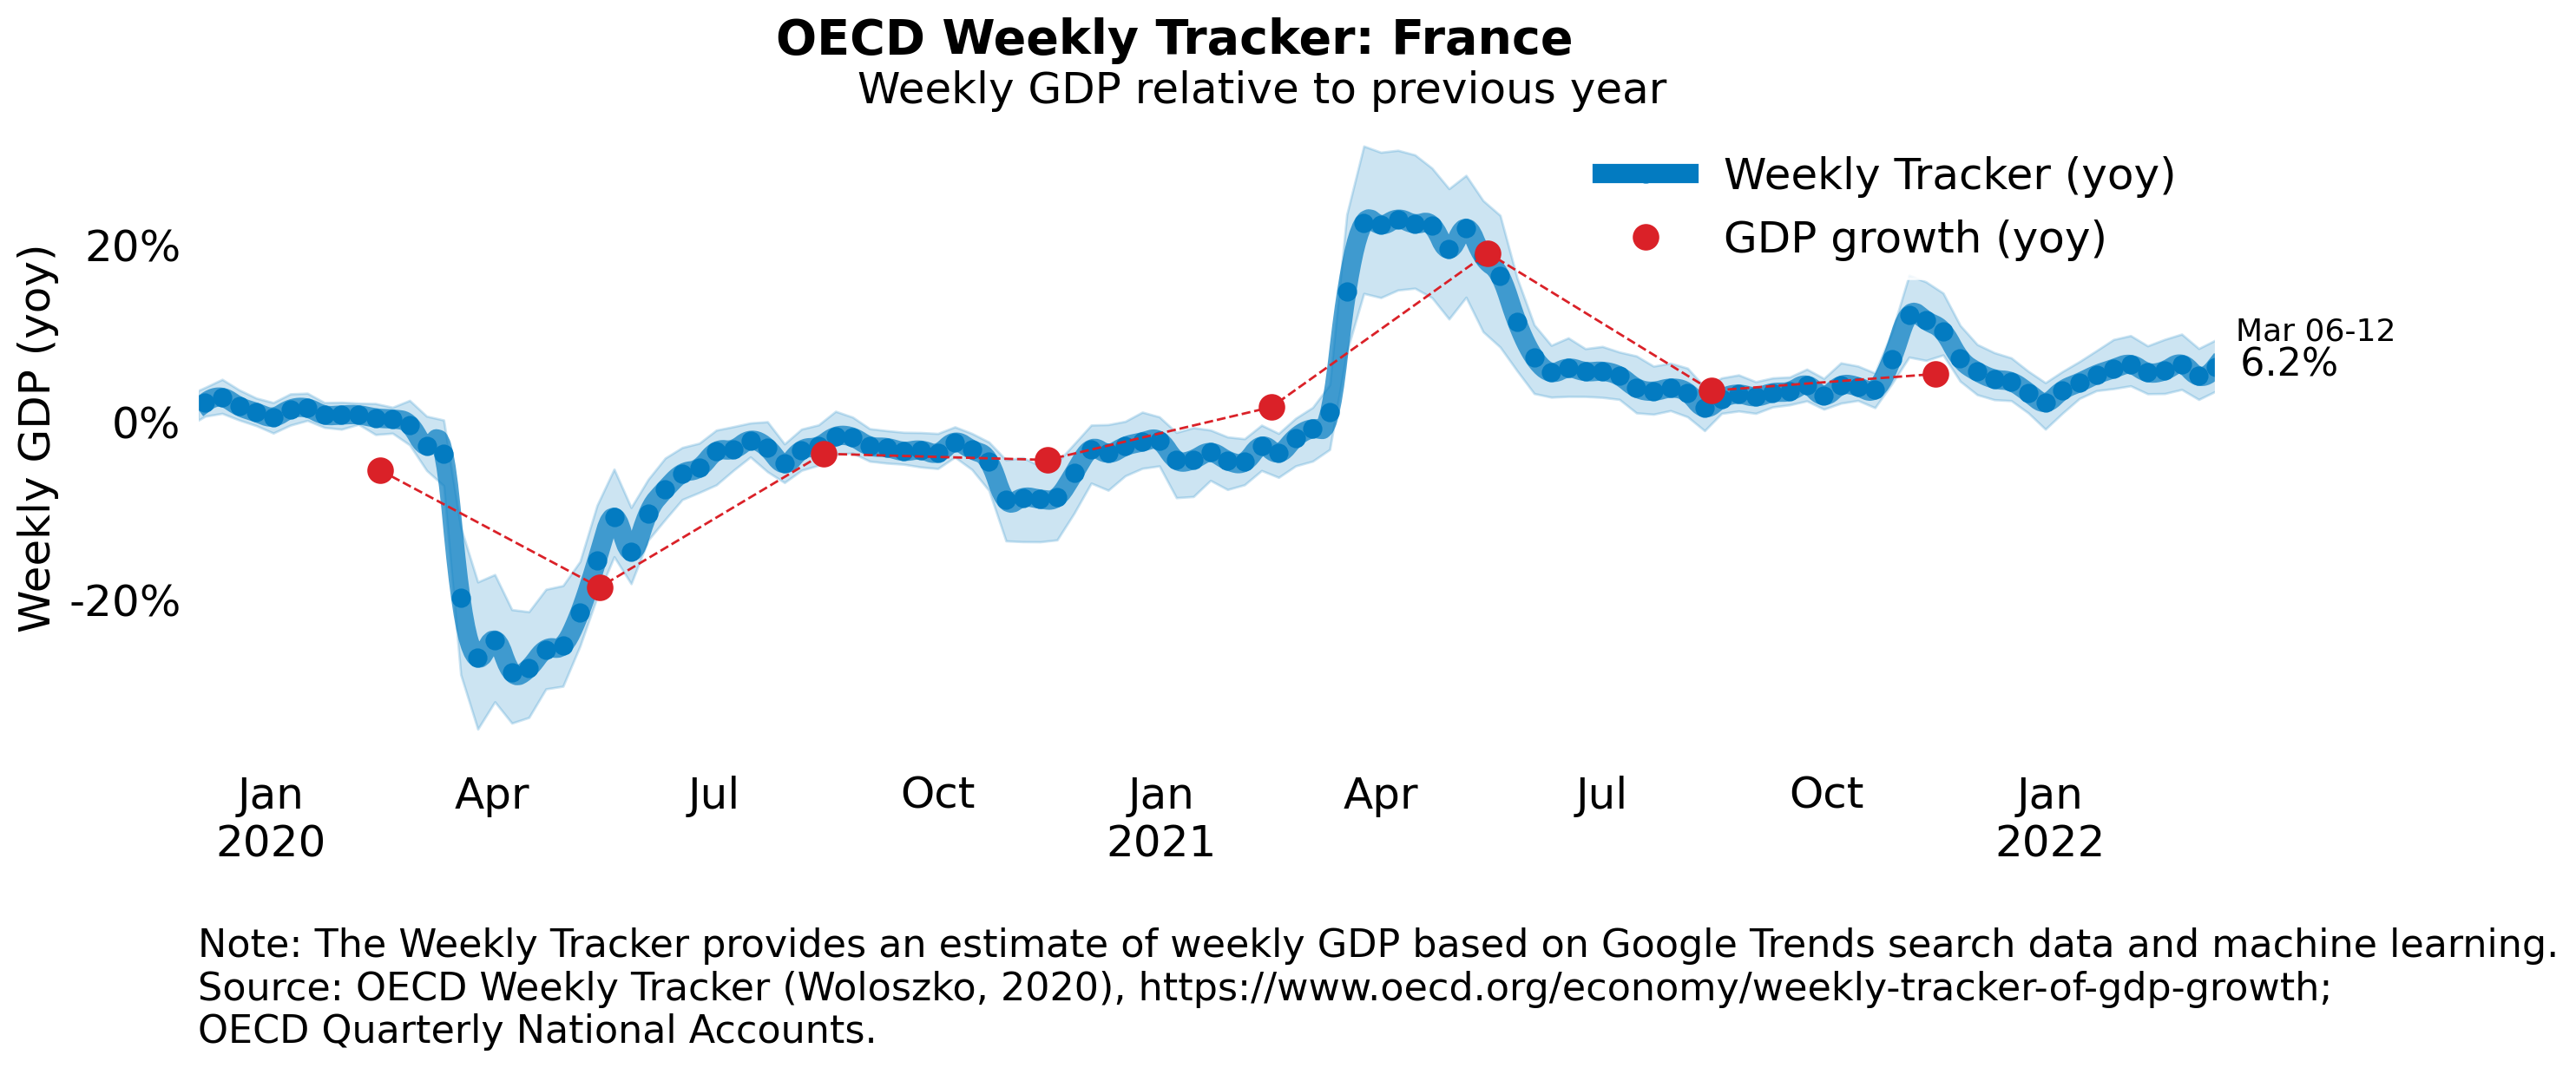 OECD Weekly Tracker: France
Weekly GDP relative to previous year
Weekly Tracker (yoy)
GDP growth (yoy)
Weekly GDP (yoy)
20%
0%
-20%
Mar 06-12
6.2%
Jan Apr Jul Oct Jan Apr Jul Oct Jan
2020 2021 2022
Note: The Weekly Tracker provides an estimate of weekly GDP based on Google Trends search data and machine learning.
Source: OECD Weekly Tracker (Woloszko, 2020), https://www.oecd.org/economy/weekly-tracker-of-gdp-growth;
OECD Quarterly National Accounts.